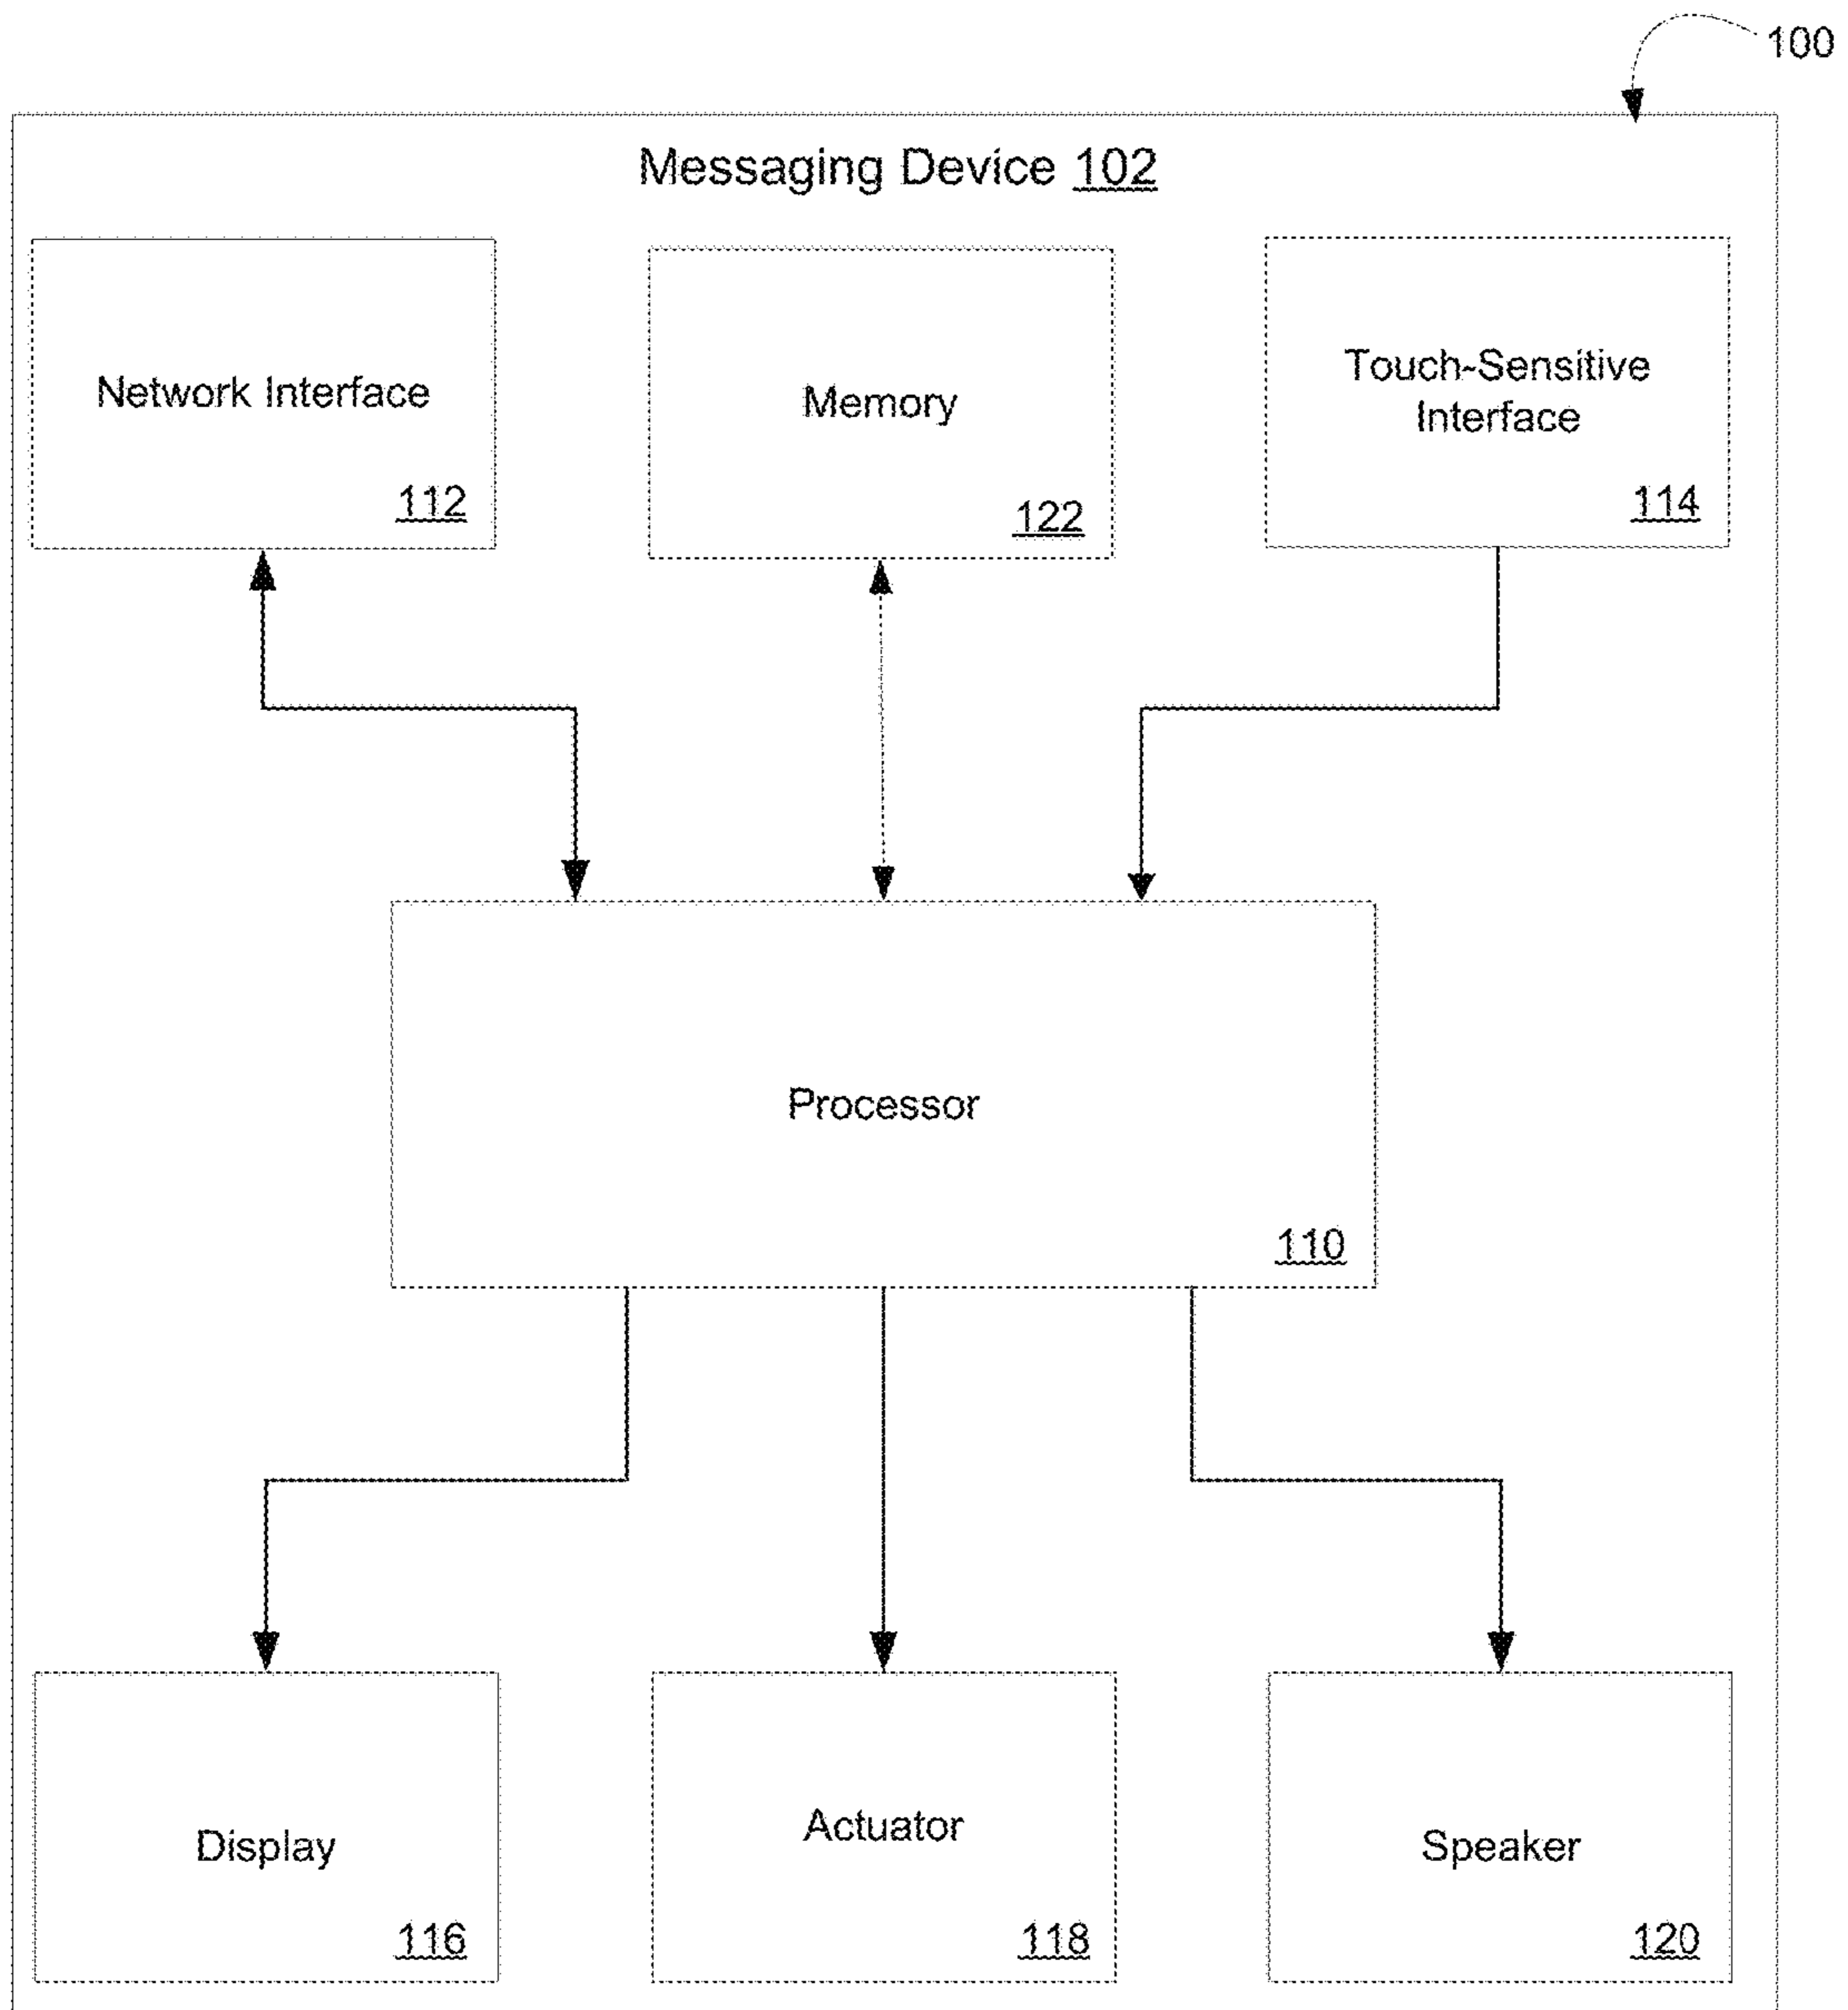 100
Messaging Device 102
Network Interface
112
Memory
122
Touch-Sensitive
Interface
114
Processor
110
Display
116
Actuator
118
Speaker
120